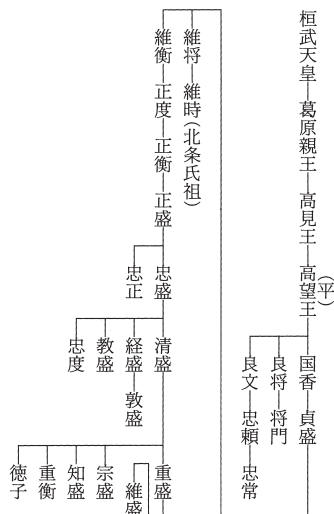 桓武天皇―葛原親王―高見王―高望王
(平)
国香―貞盛
良将―将門
良文―忠頼―忠常
維将―維時(北条氏祖)
維衡―正度―正衡―正盛
忠盛
忠正
清盛
経盛―敦盛
教盛
忠度
重盛
維盛
宗盛
知盛
重衡
徳子